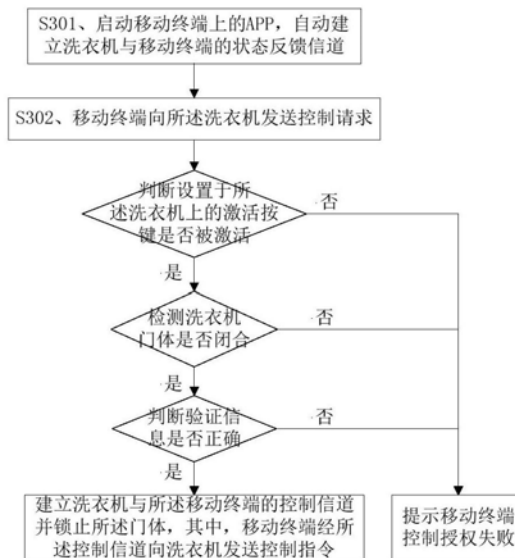 S301、启动移动终端上的APP，自动建
立洗衣机与移动终端的状态反馈信道
S302、移动终端向所述洗衣机发送控制请求
判断设置于所
述洗衣机上的激活按
键是否被激活
否
是
检测洗衣机
门体是否闭合
否
是
判断验证信
息是否正确
否
是
建立洗衣机与所述移动终端的控制信道
并锁止所述门体，其中，移动终端经所
述控制信道向洗衣机发送控制指令
提示移动终端
控制授权失败